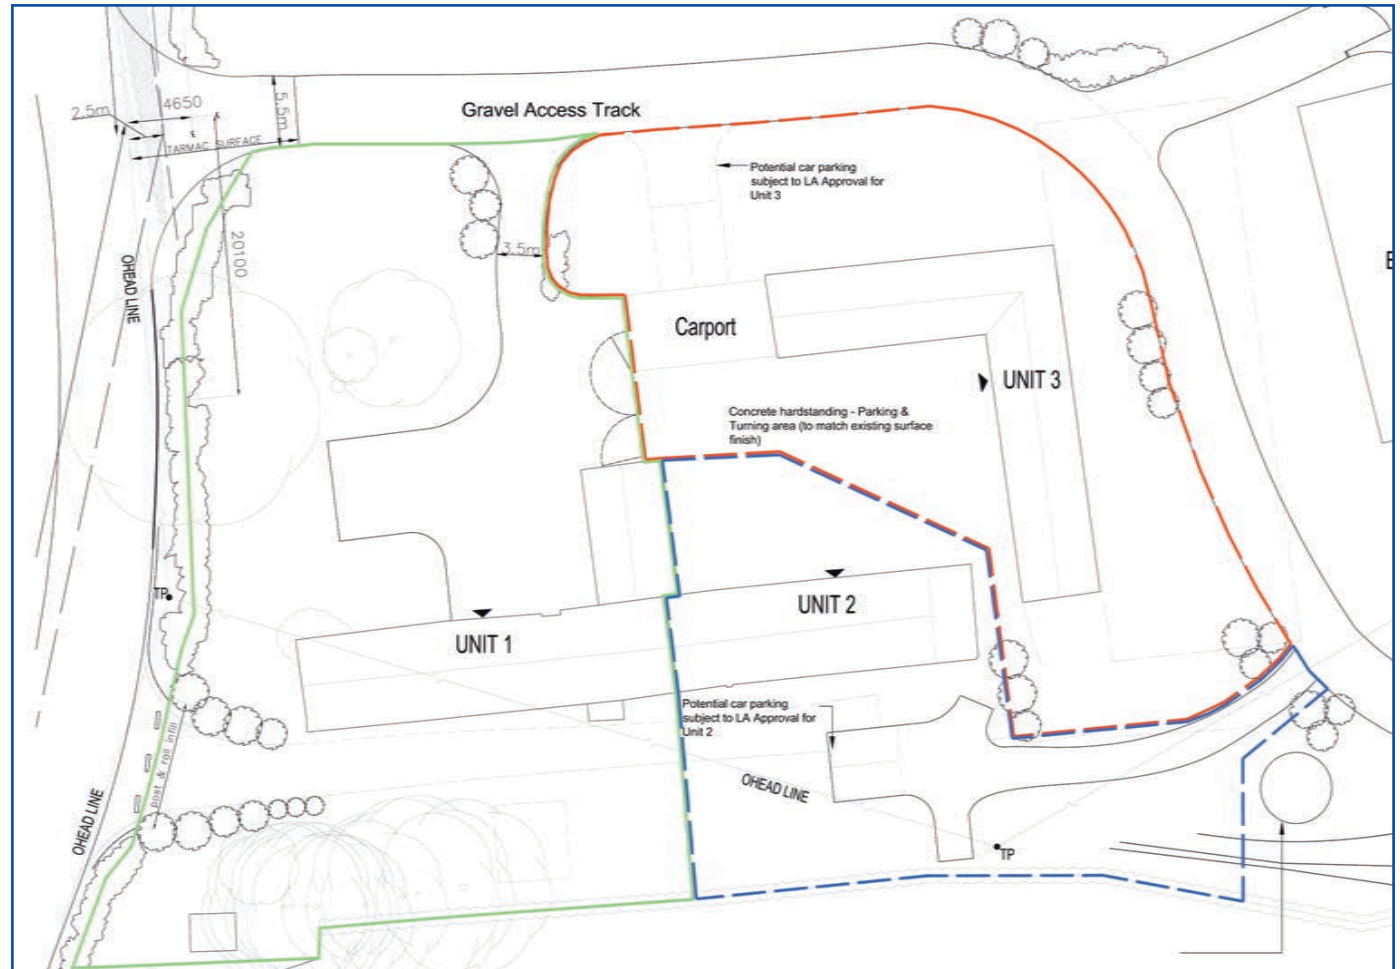 Gravel Access Track
2.5m
4650
5.5m
TARMAC SURFACE
Potential car parking
subject to LA Approval for
Unit 3
20100
3.5m
OHEAD LINE
E
Carport
UNIT 3
Concrete hardstanding - Parking &
Turning area (to match existing surface
finish)
TP
UNIT 2
UNIT 1
Potential car parking
subject to LA Approval for
Unit 2
post & rail infill
OHEAD LINE
OHEAD LINE
TP